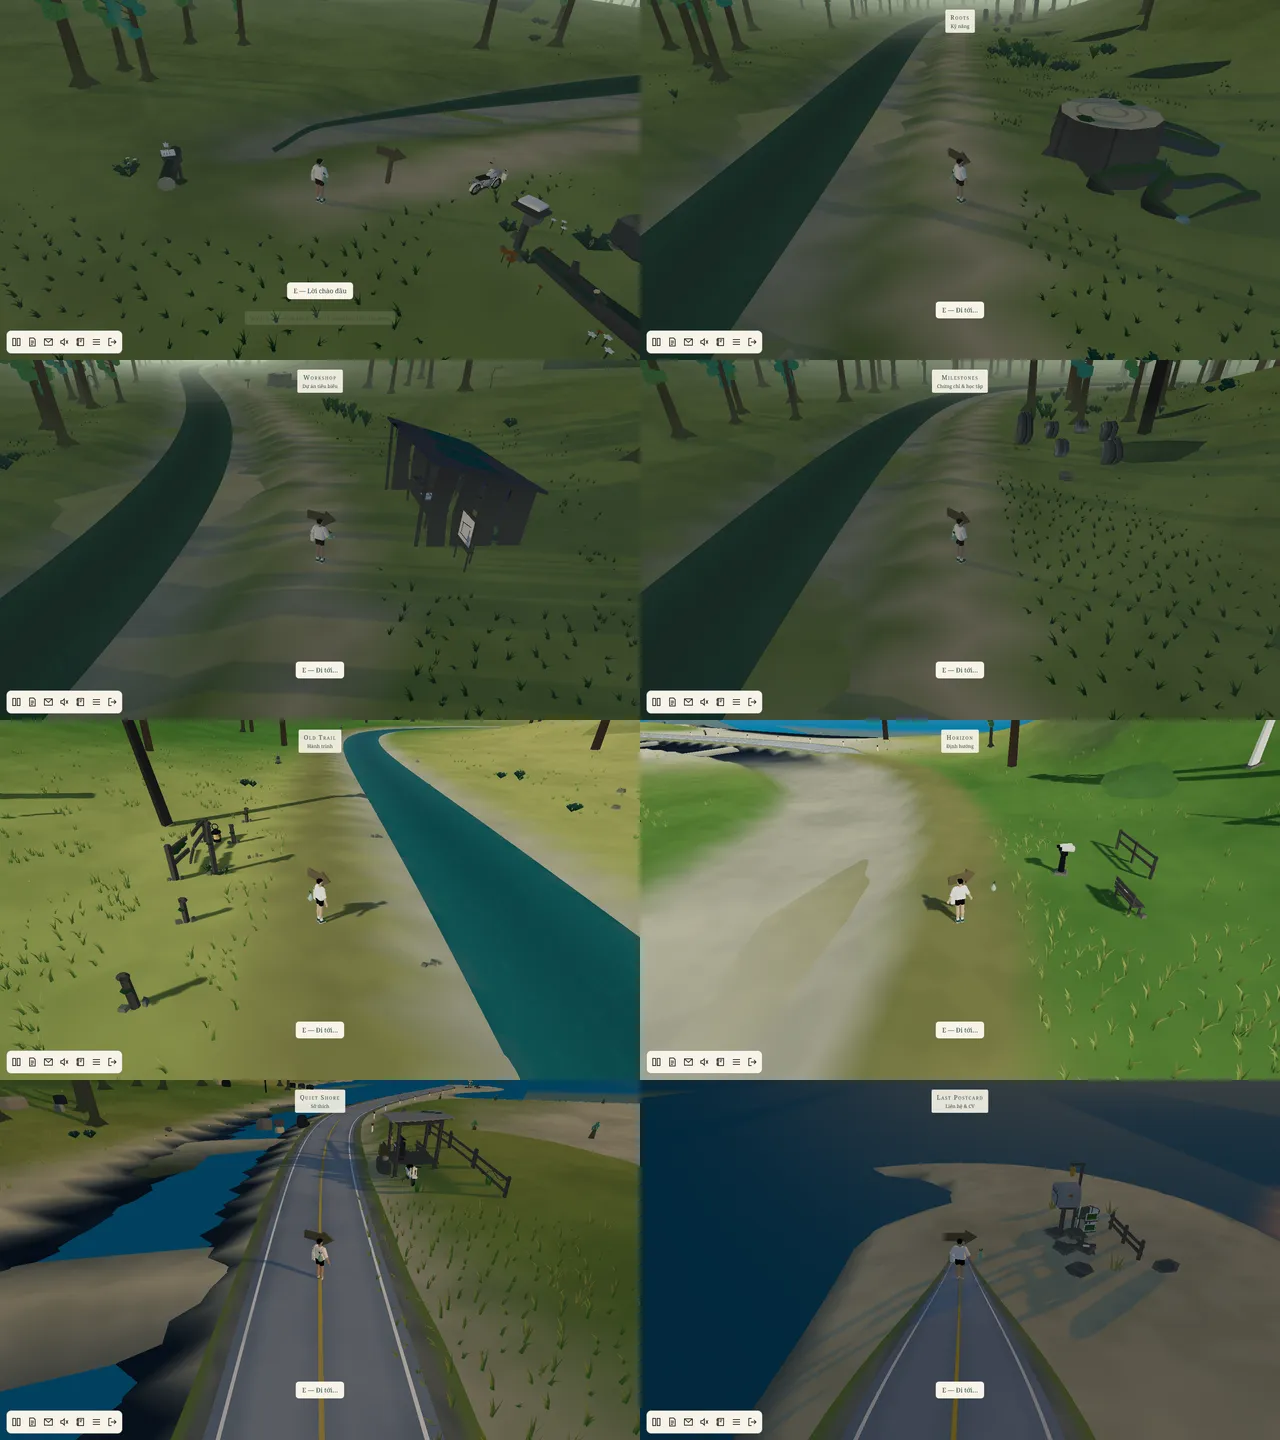 E — Lời chào đầu
ROOTS
Kỹ năng
E — Đi tới...
WORKSHOP
Dự án tiêu biểu
E — Đi tới...
MILESTONES
Chứng chỉ & học tập
E — Đi tới...
OLD TRAIL
Hành trình
E — Đi tới...
HORIZON
Định hướng
E — Đi tới...
QUIET SHORE
Sở thích
E — Đi tới...
LAST POSTCARD
Liên hệ & CV
E — Đi tới...